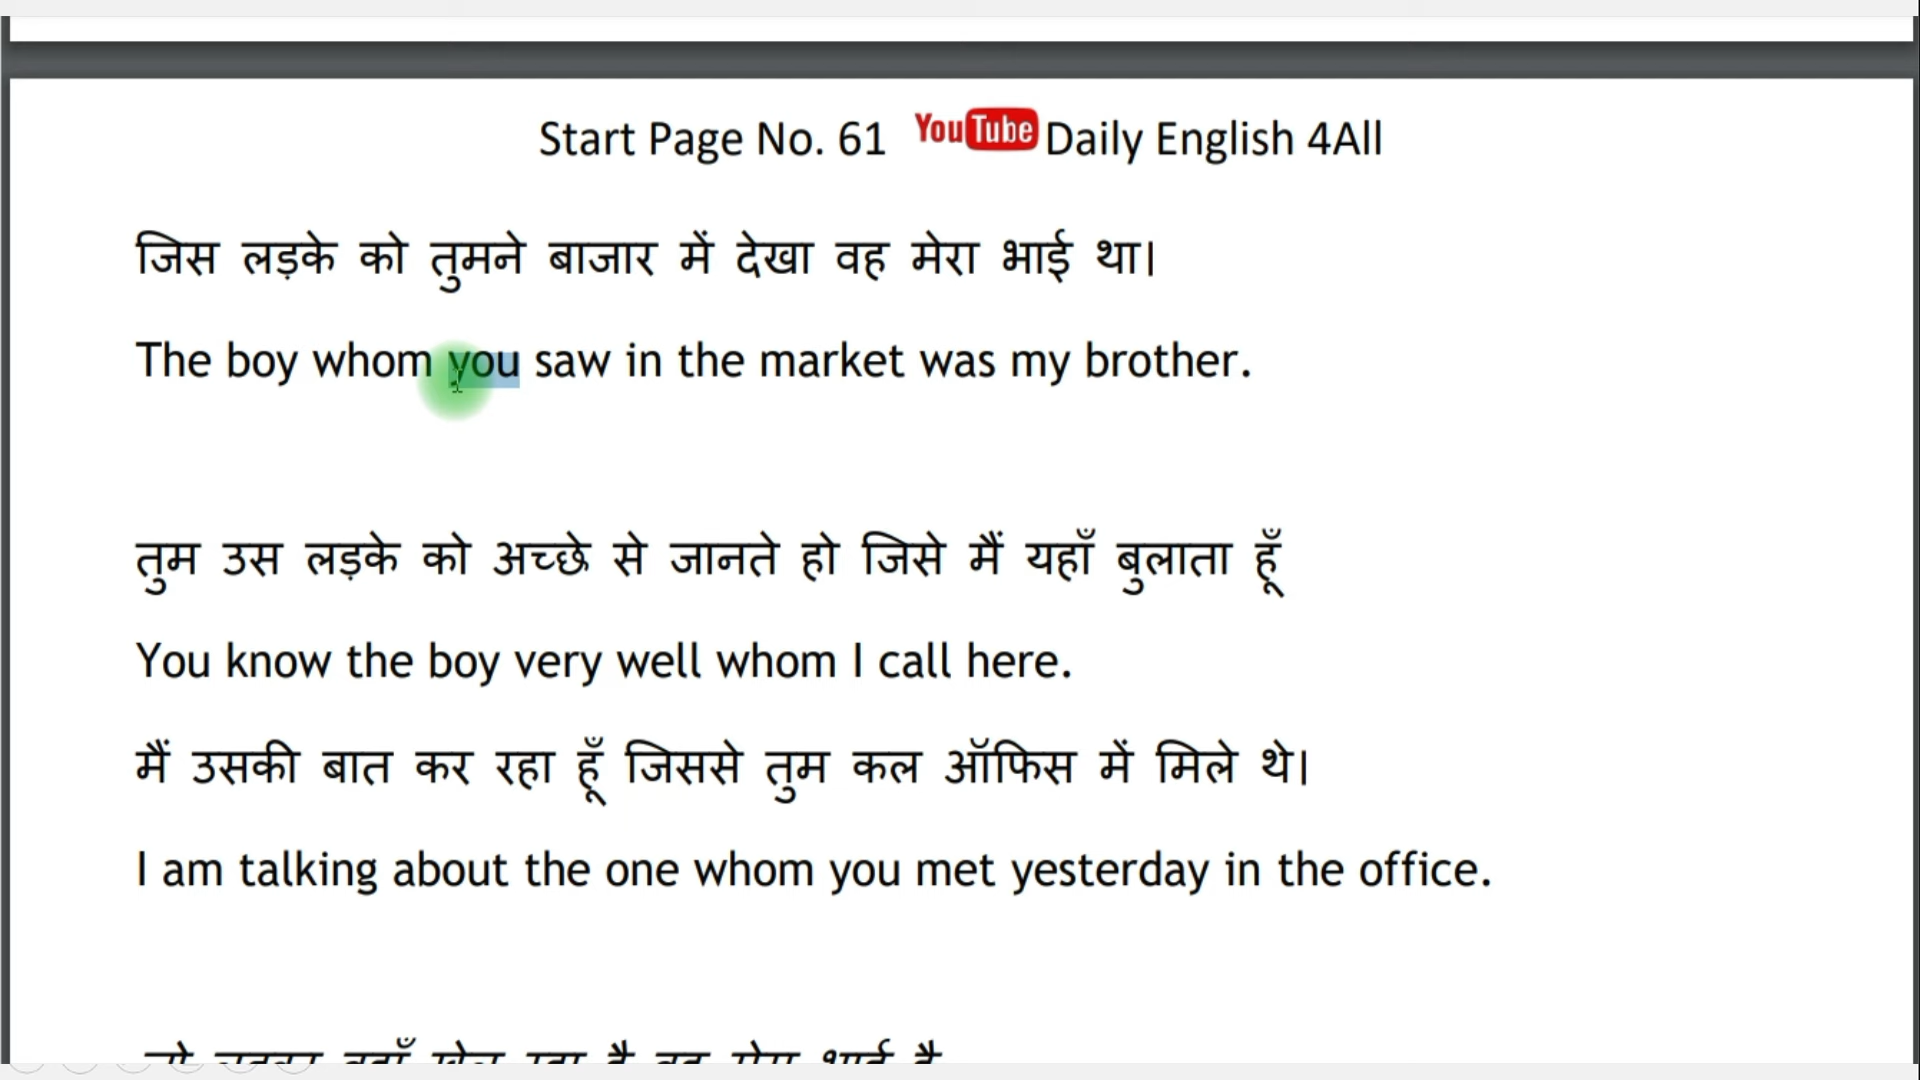 Start Page No. 61 YouTube Daily English 4All
जिस लड़के को तुमने बाजार में देखा वह मेरा भाई था।
The boy whom you saw in the market was my brother.
तुम उस लड़के को अच्छे से जानते हो जिसे मैं यहाँ बुलाता हूँ
You know the boy very well whom I call here.
मैं उसकी बात कर रहा हूँ जिससे तुम कल ऑफिस में मिले थे।
I am talking about the one whom you met yesterday in the office.